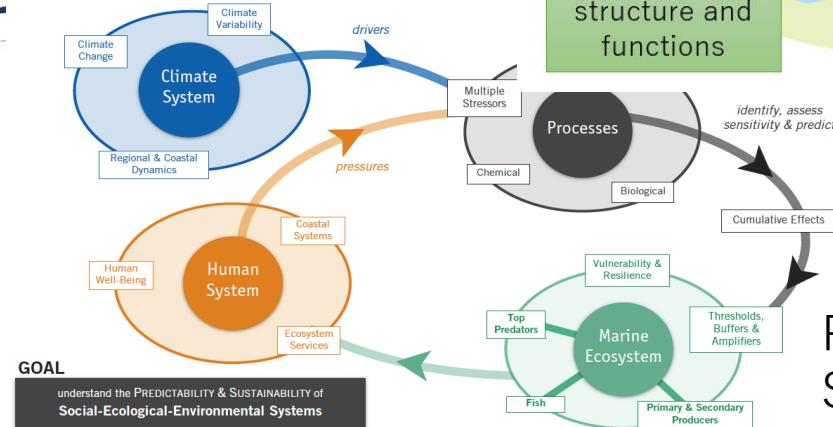 structure and
functions
Climate
Variability
drivers
Climate
Change
Climate
System
Multiple
Stressors
Processes
identify, assess
sensitivity & predict
pressures
Regional & Coastal
Dynamics
Chemical
Biological
Cumulative Effects
Coastal
Systems
Human
Well-Being
Human
System
Ecosystem
Services
Vulnerability &
Resilience
Top
Predators
Marine
Ecosystem
Thresholds,
Buffers &
Amplifiers
Fish
Primary & Secondary
Producers
GOAL
understand the PREDICTABILITY & SUSTAINABILITY of
Social-Ecological-Environmental Systems